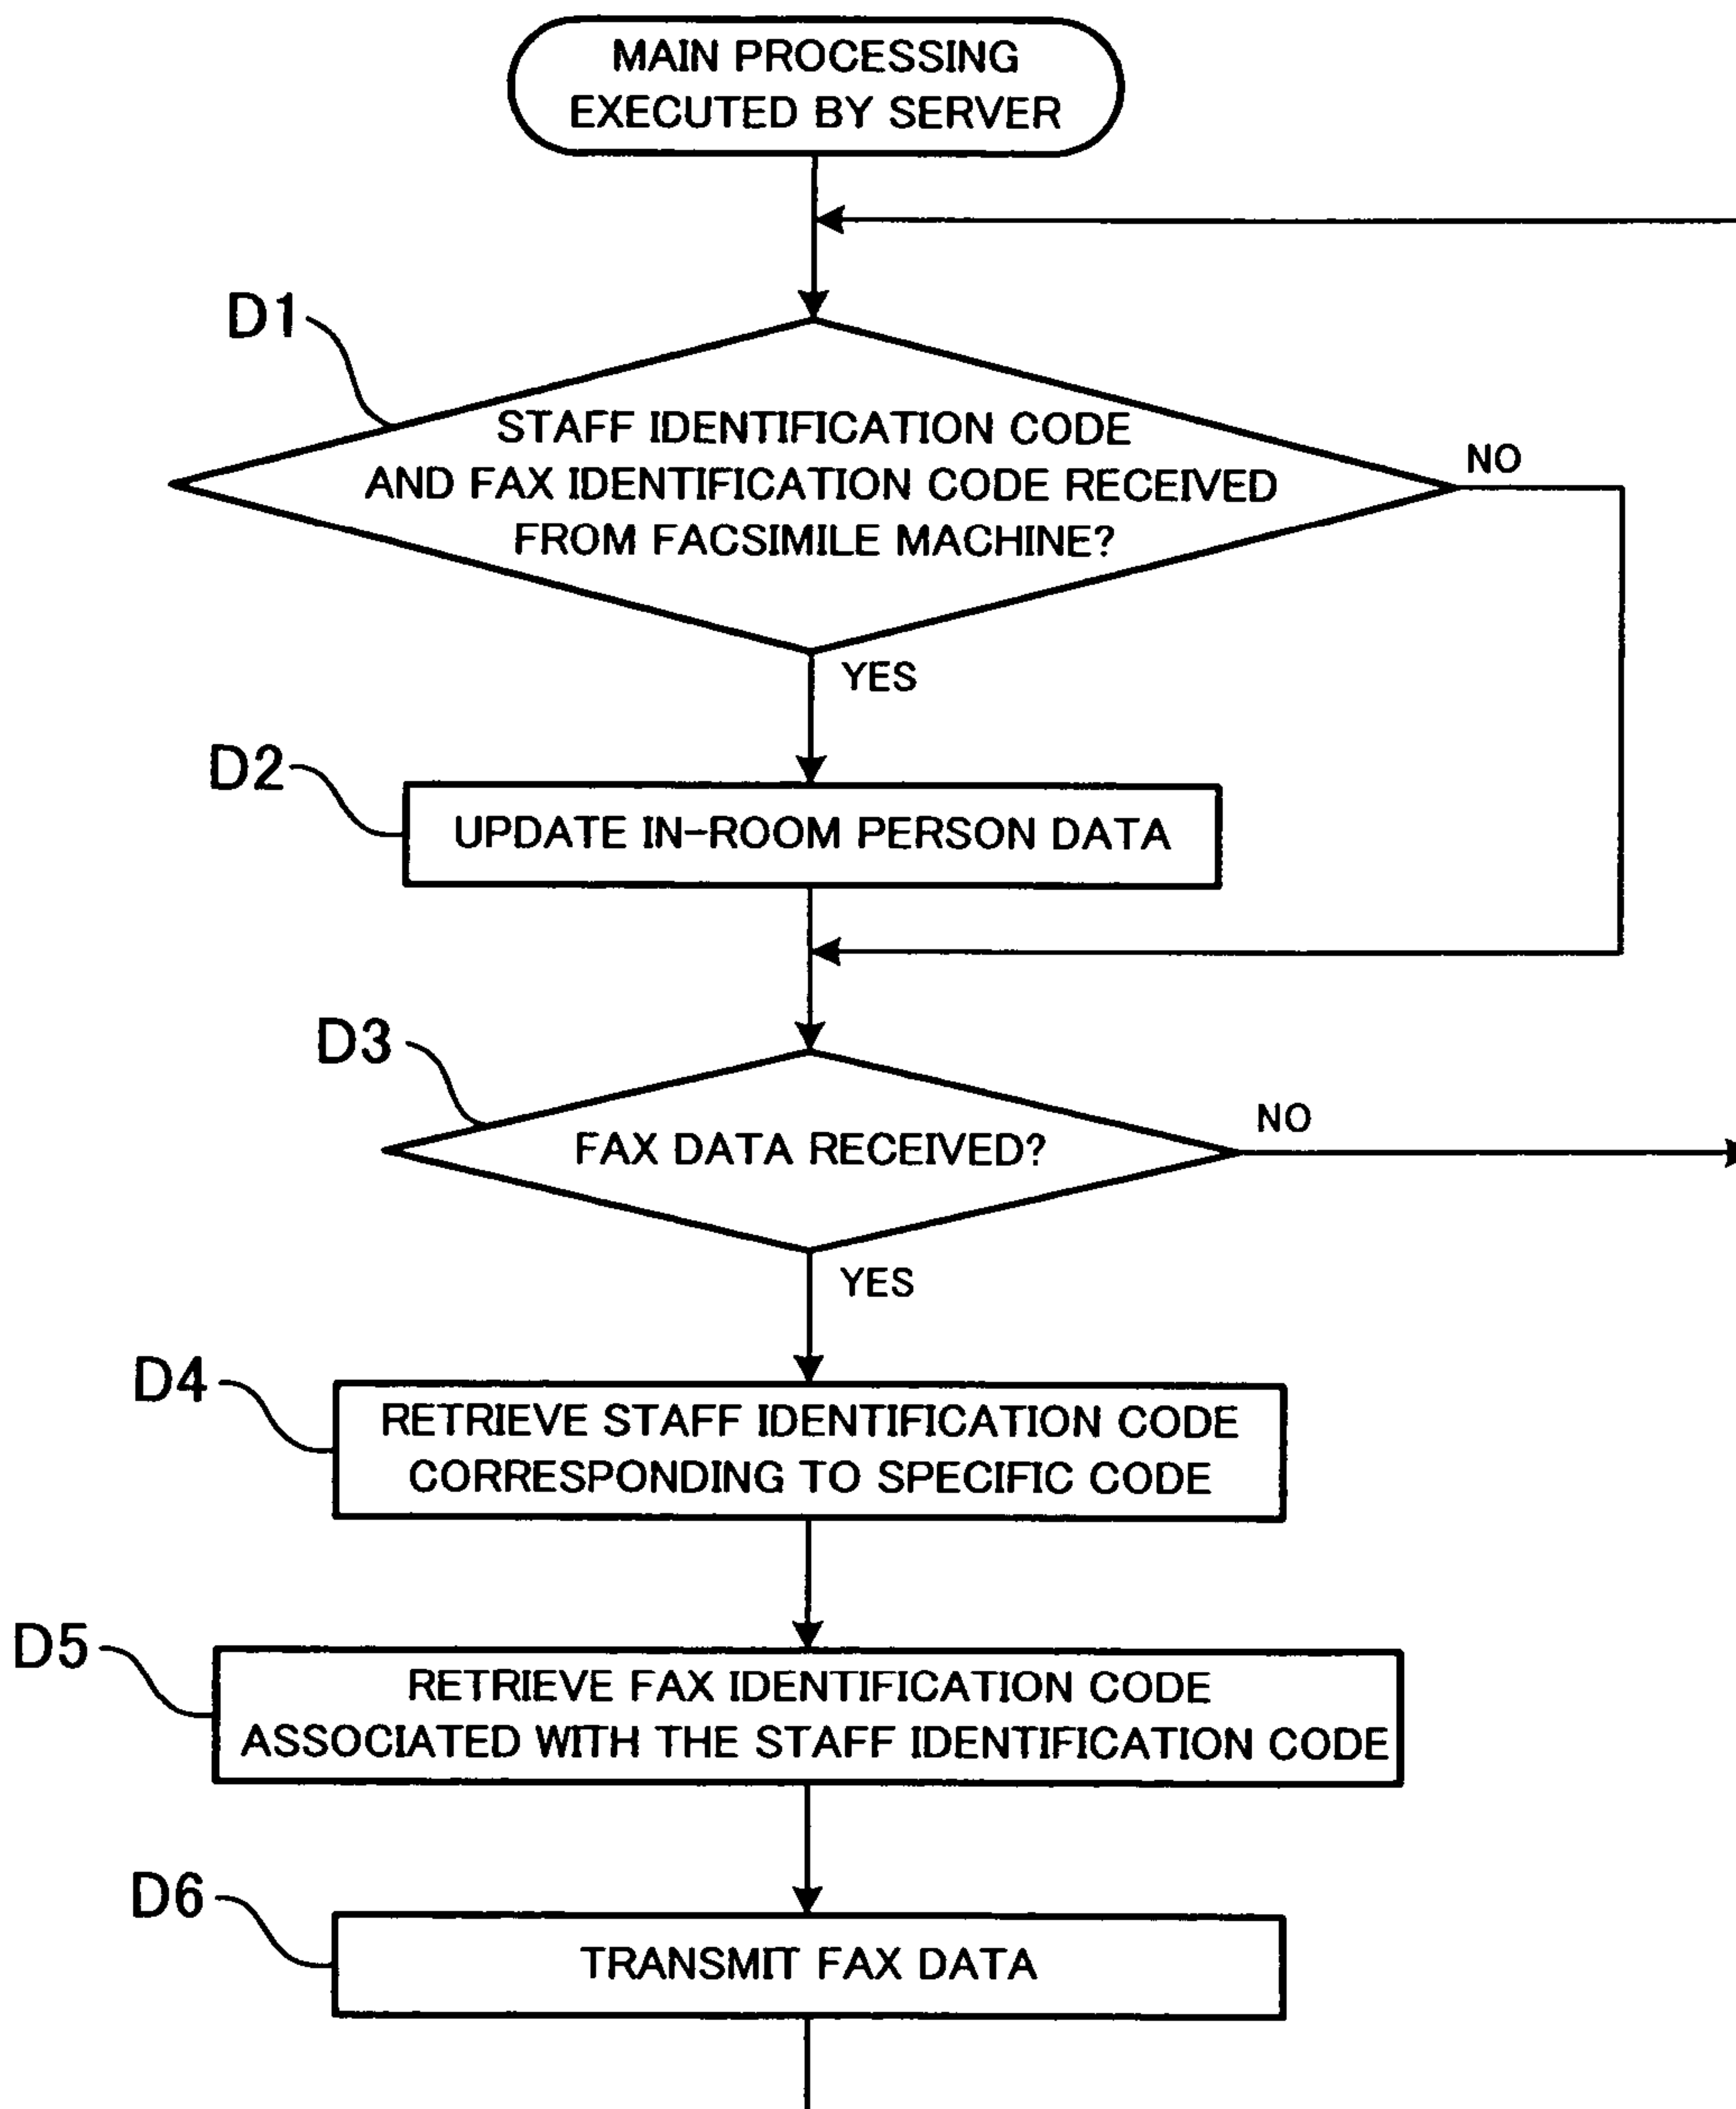 MAIN PROCESSING
EXECUTED BY SERVER
D1
STAFF IDENTIFICATION CODE
AND FAX IDENTIFICATION CODE RECEIVED
FROM FACSIMILE MACHINE?
NO
YES
D2
UPDATE IN-ROOM PERSON DATA
D3
FAX DATA RECEIVED?
NO
YES
D4
RETRIEVE STAFF IDENTIFICATION CODE
CORRESPONDING TO SPECIFIC CODE
D5
RETRIEVE FAX IDENTIFICATION CODE
ASSOCIATED WITH THE STAFF IDENTIFICATION CODE
D6
TRANSMIT FAX DATA